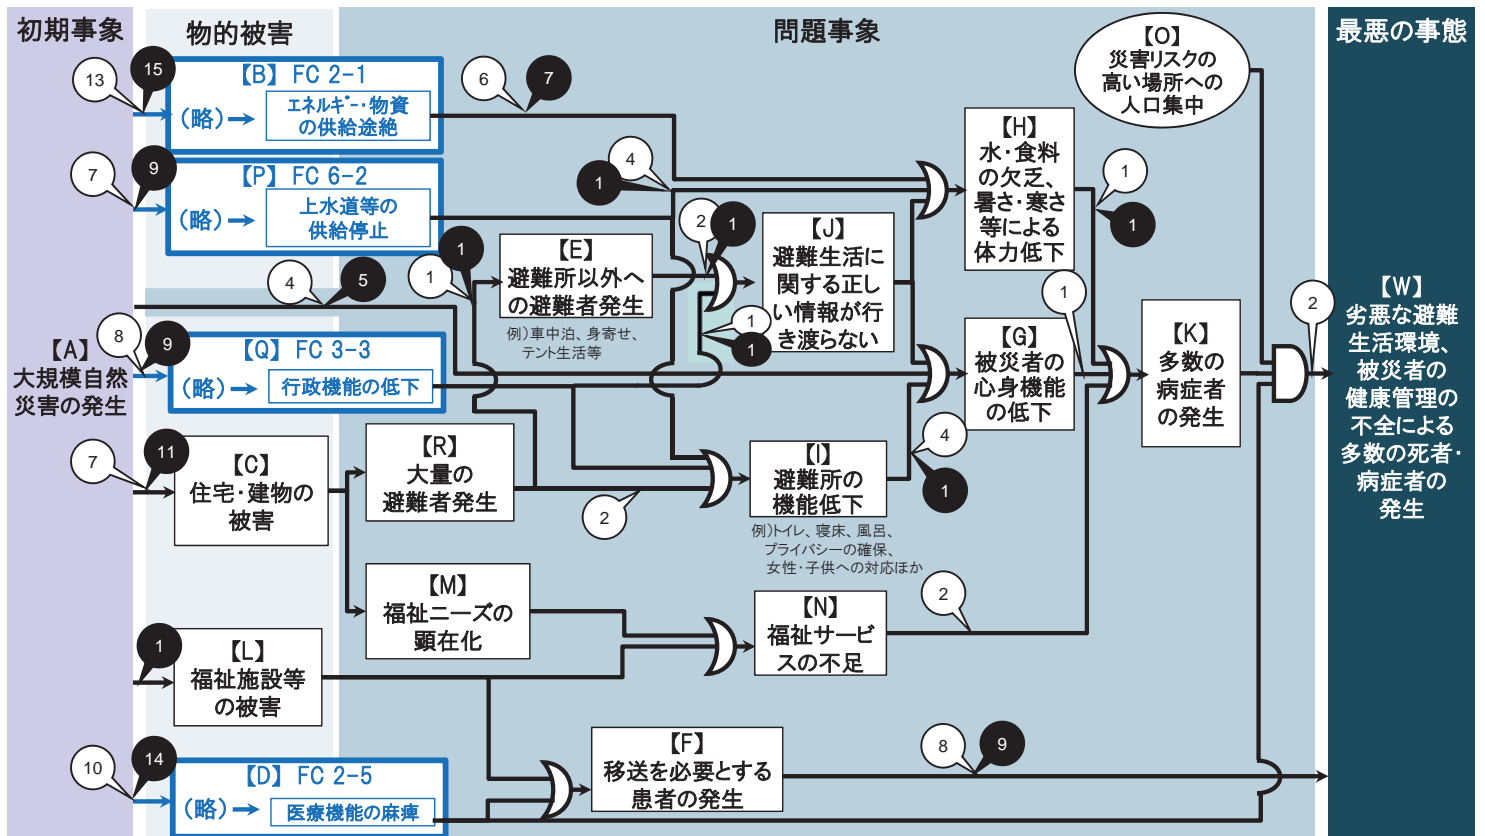 初期事象
物的被害
問題事象
最悪の事態
【A】
大規模自然
災害の発生
13
15
【B】 FC 2-1
(略)
エネルギー・物資
の供給途絶
6
7
7
9
【P】 FC 6-2
(略)
上水道等の
供給停止
4
1
4
5
8
9
【Q】 FC 3-3
(略)
行政機能の低下
7
11
【C】
住宅・建物の
被害
1
【L】
福祉施設等
の被害
10
14
【D】 FC 2-5
(略)
医療機能の麻痺
1
1
【E】
避難所以外へ
の避難者発生
例)車中泊、身寄せ、
テント生活等
2
1
1
1
【R】
大量の
避難者発生
2
【M】
福祉ニーズの
顕在化
【J】
避難生活に
関する正し
い情報が行
き渡らない
【I】
避難所の
機能低下
例)トイレ、寝床、風呂、
プライバシーの確保、
女性・子供への対応ほか
4
1
【N】
福祉サービ
スの不足
2
【F】
移送を必要とする
患者の発生
8
9
【H】
水・食料
の欠乏、
暑さ・寒さ
等による
体力低下
1
1
【G】
被災者の
心身機能
の低下
1
【O】
災害リスクの
高い場所への
人口集中
【K】
多数の
病症者
の発生
2
【W】
劣悪な避難
生活環境、
被災者の
健康管理の
不全による
多数の死者・
病症者の
発生